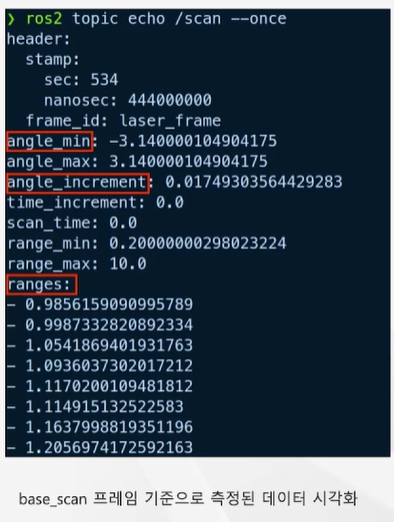 ❯ ros2 topic echo /scan --once
header:
  stamp:
    sec: 534
    nanosec: 444000000
  frame_id: laser_frame
angle_min: -3.140000104904175
angle_max: 3.140000104904175
angle_increment: 0.01749303564429283
time_increment: 0.0
scan_time: 0.0
range_min: 0.20000000298023224
range_max: 10.0
ranges:
- 0.9856159090995789
- 0.9987332820892334
- 1.0541869401931763
- 1.0936037302017212
- 1.1170200109481812
- 1.114915132522583
- 1.1637998819351196
- 1.2056974172592163
base_scan 프레임 기준으로 측정된 데이터 시각화